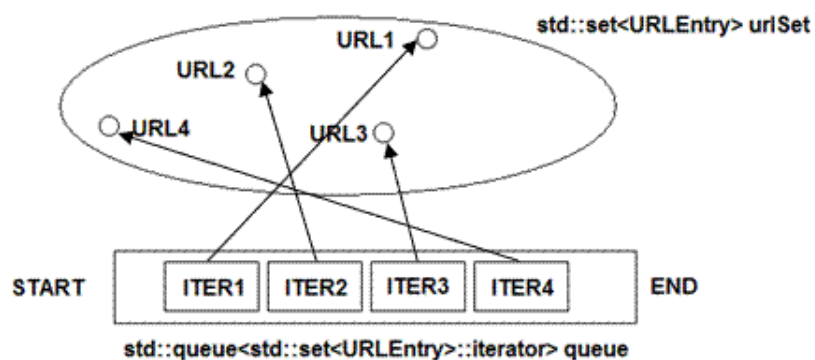 std::set<URLEntry> urlSet
URL1
URL2
URL4
URL3
START
ITER1
ITER2
ITER3
ITER4
END
std::queue<std::set<URLEntry>::iterator> queue